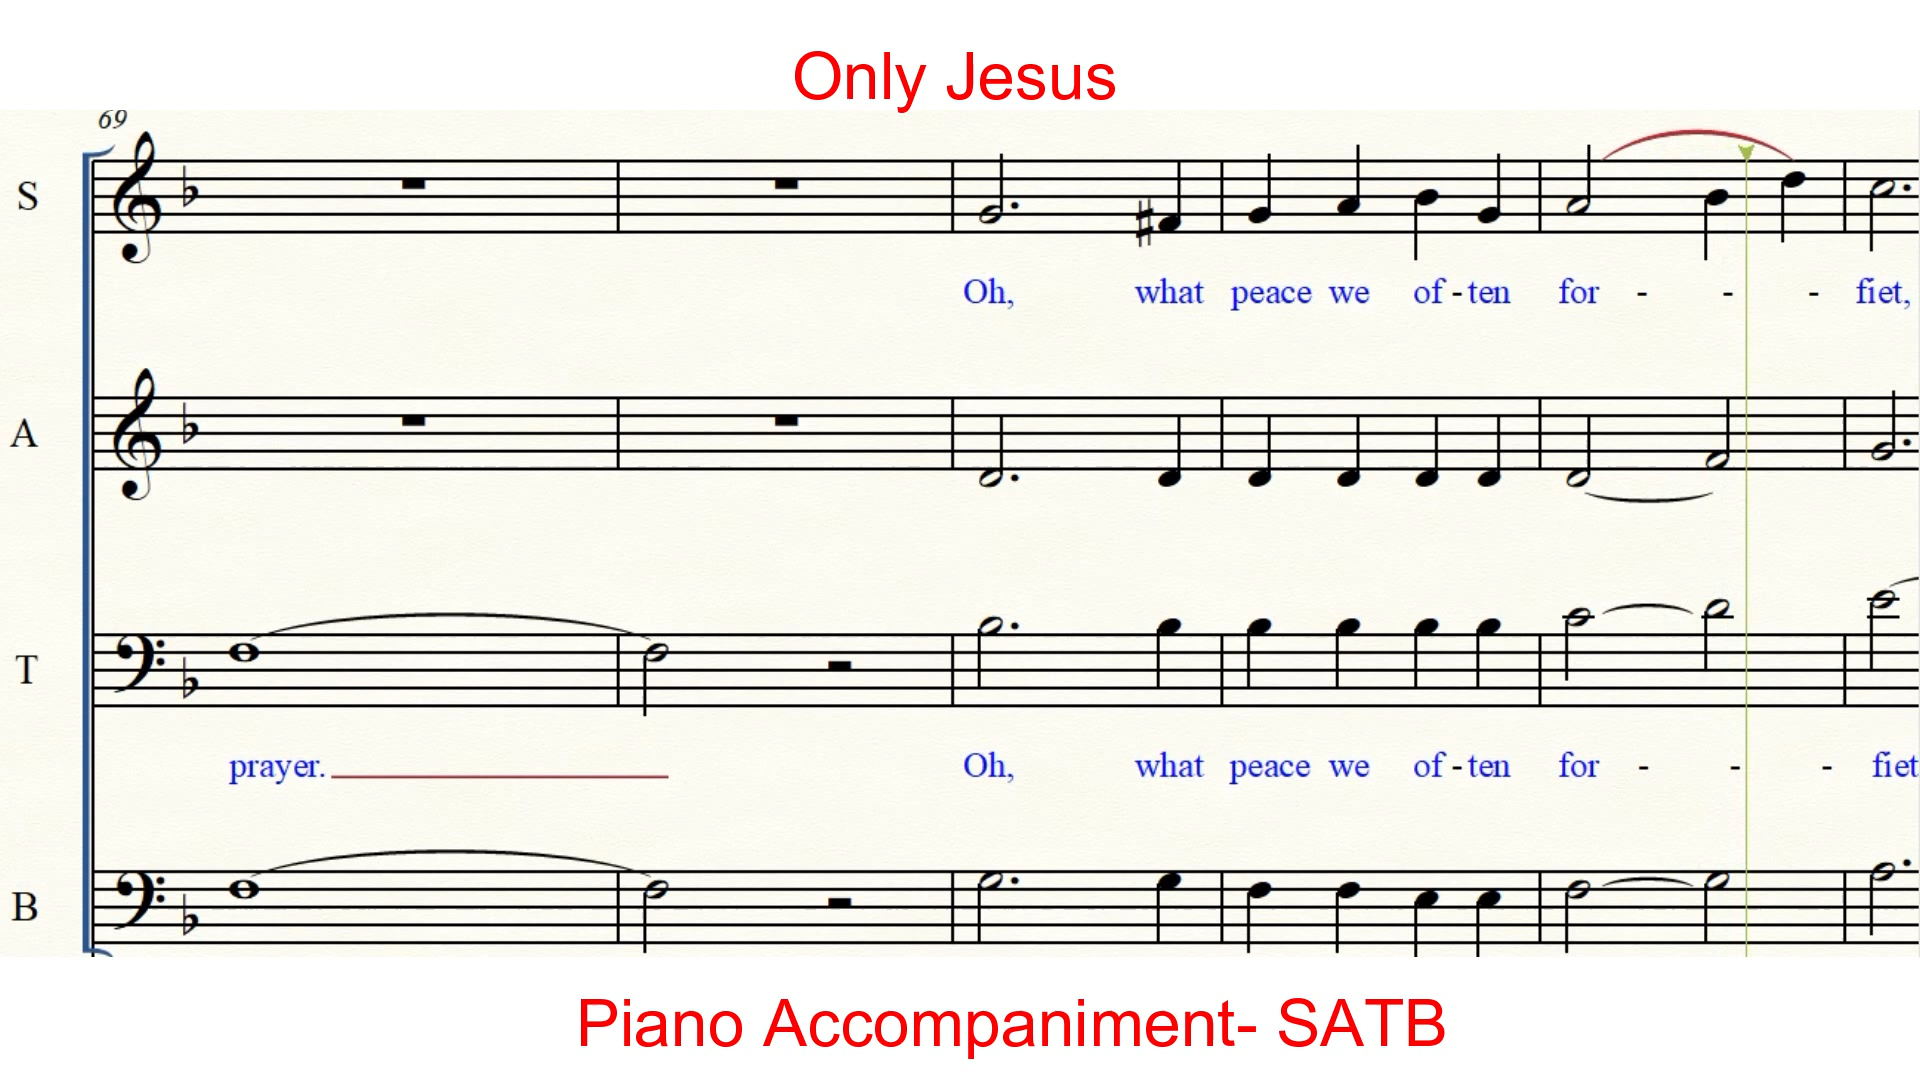 Only Jesus
69
S
Oh, what peace we of - ten for - - - fiet,
A
T
prayer. Oh, what peace we of - ten for - - - fiet
B
Piano Accompaniment- SATB